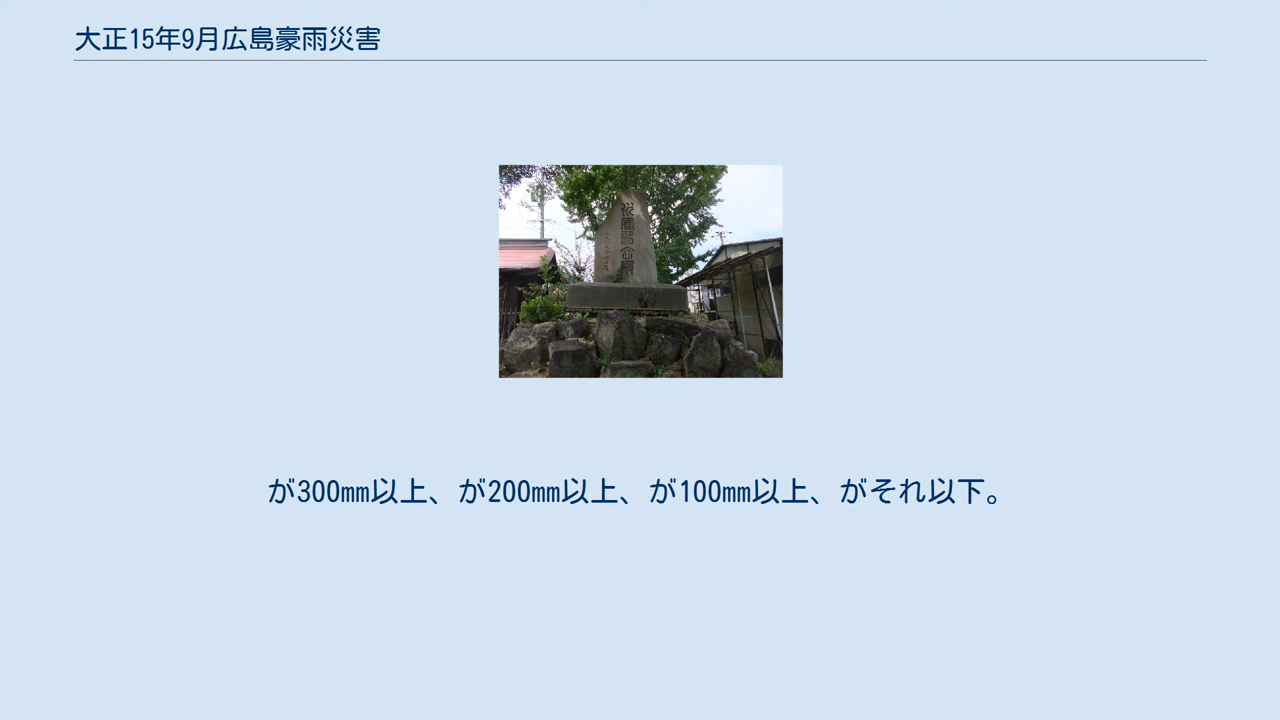 大正15年9月広島豪雨災害
が300mm以上、が200mm以上、が100mm以上、がそれ以下。